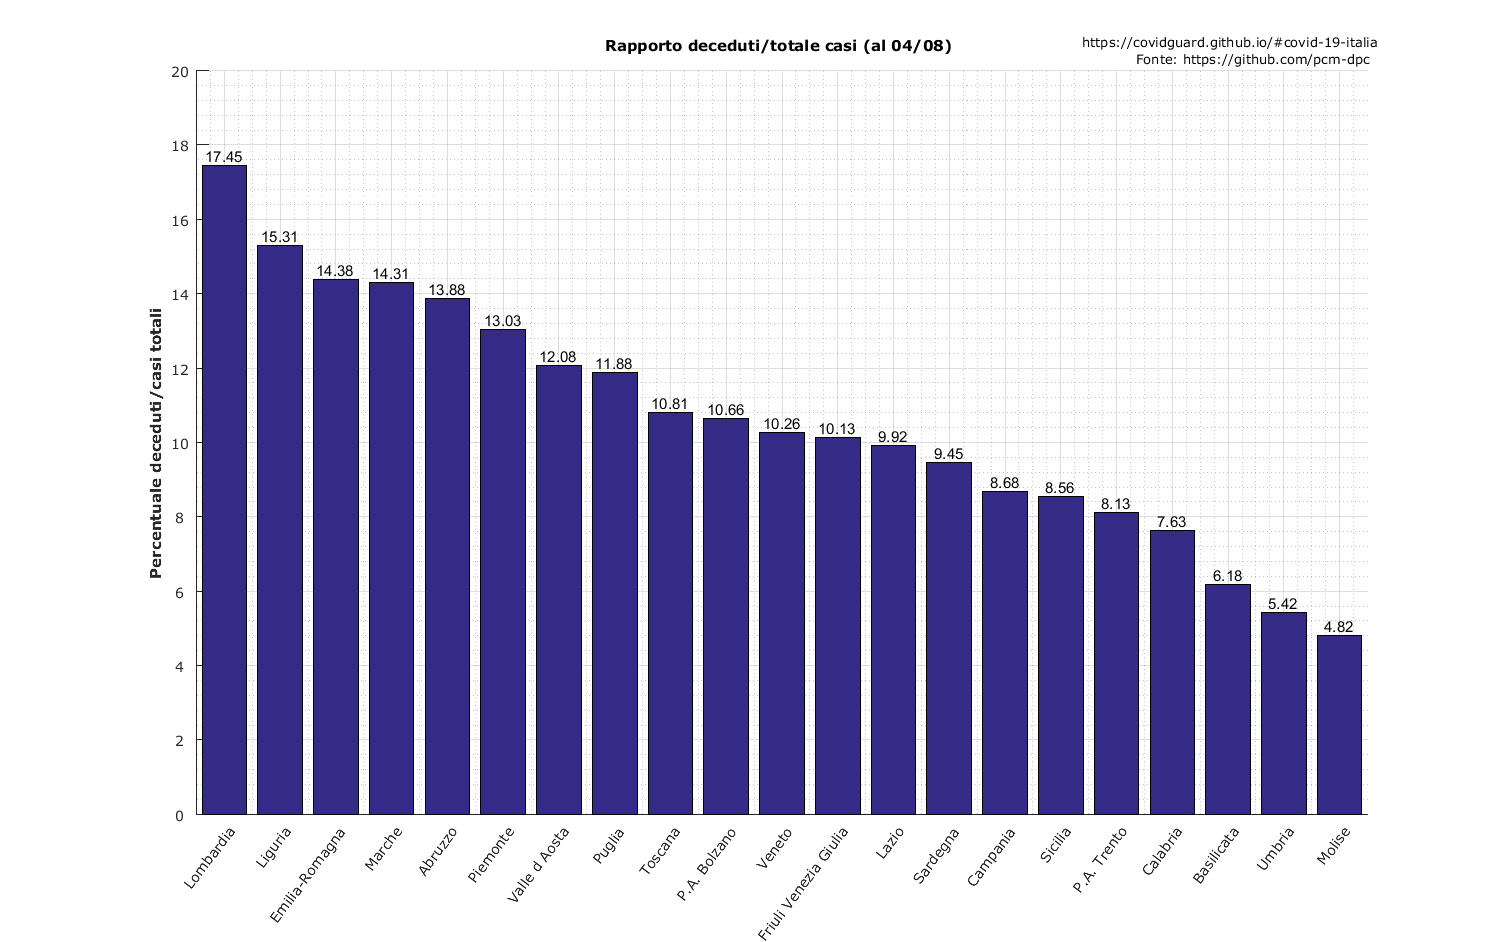 Rapporto deceduti/totale casi (al 04/08)
https://covidguard.github.io/#covid-19-italia
Fonte: https://github.com/pcm-dpc
Percentuale deceduti/casi totali
20
18
16
14
12
10
8
6
4
2
0
17.45
15.31
14.38
14.31
13.88
13.03
12.08
11.88
10.81
10.66
10.26
10.13
9.92
9.45
8.68
8.56
8.13
7.63
6.18
5.42
4.82
Lombardia
Liguria
Emilia-Romagna
Marche
Abruzzo
Piemonte
Valle d Aosta
Puglia
Toscana
P.A. Bolzano
Veneto
Friuli Venezia Giulia
Lazio
Sardegna
Campania
Sicilia
P.A. Trento
Calabria
Basilicata
Umbria
Molise